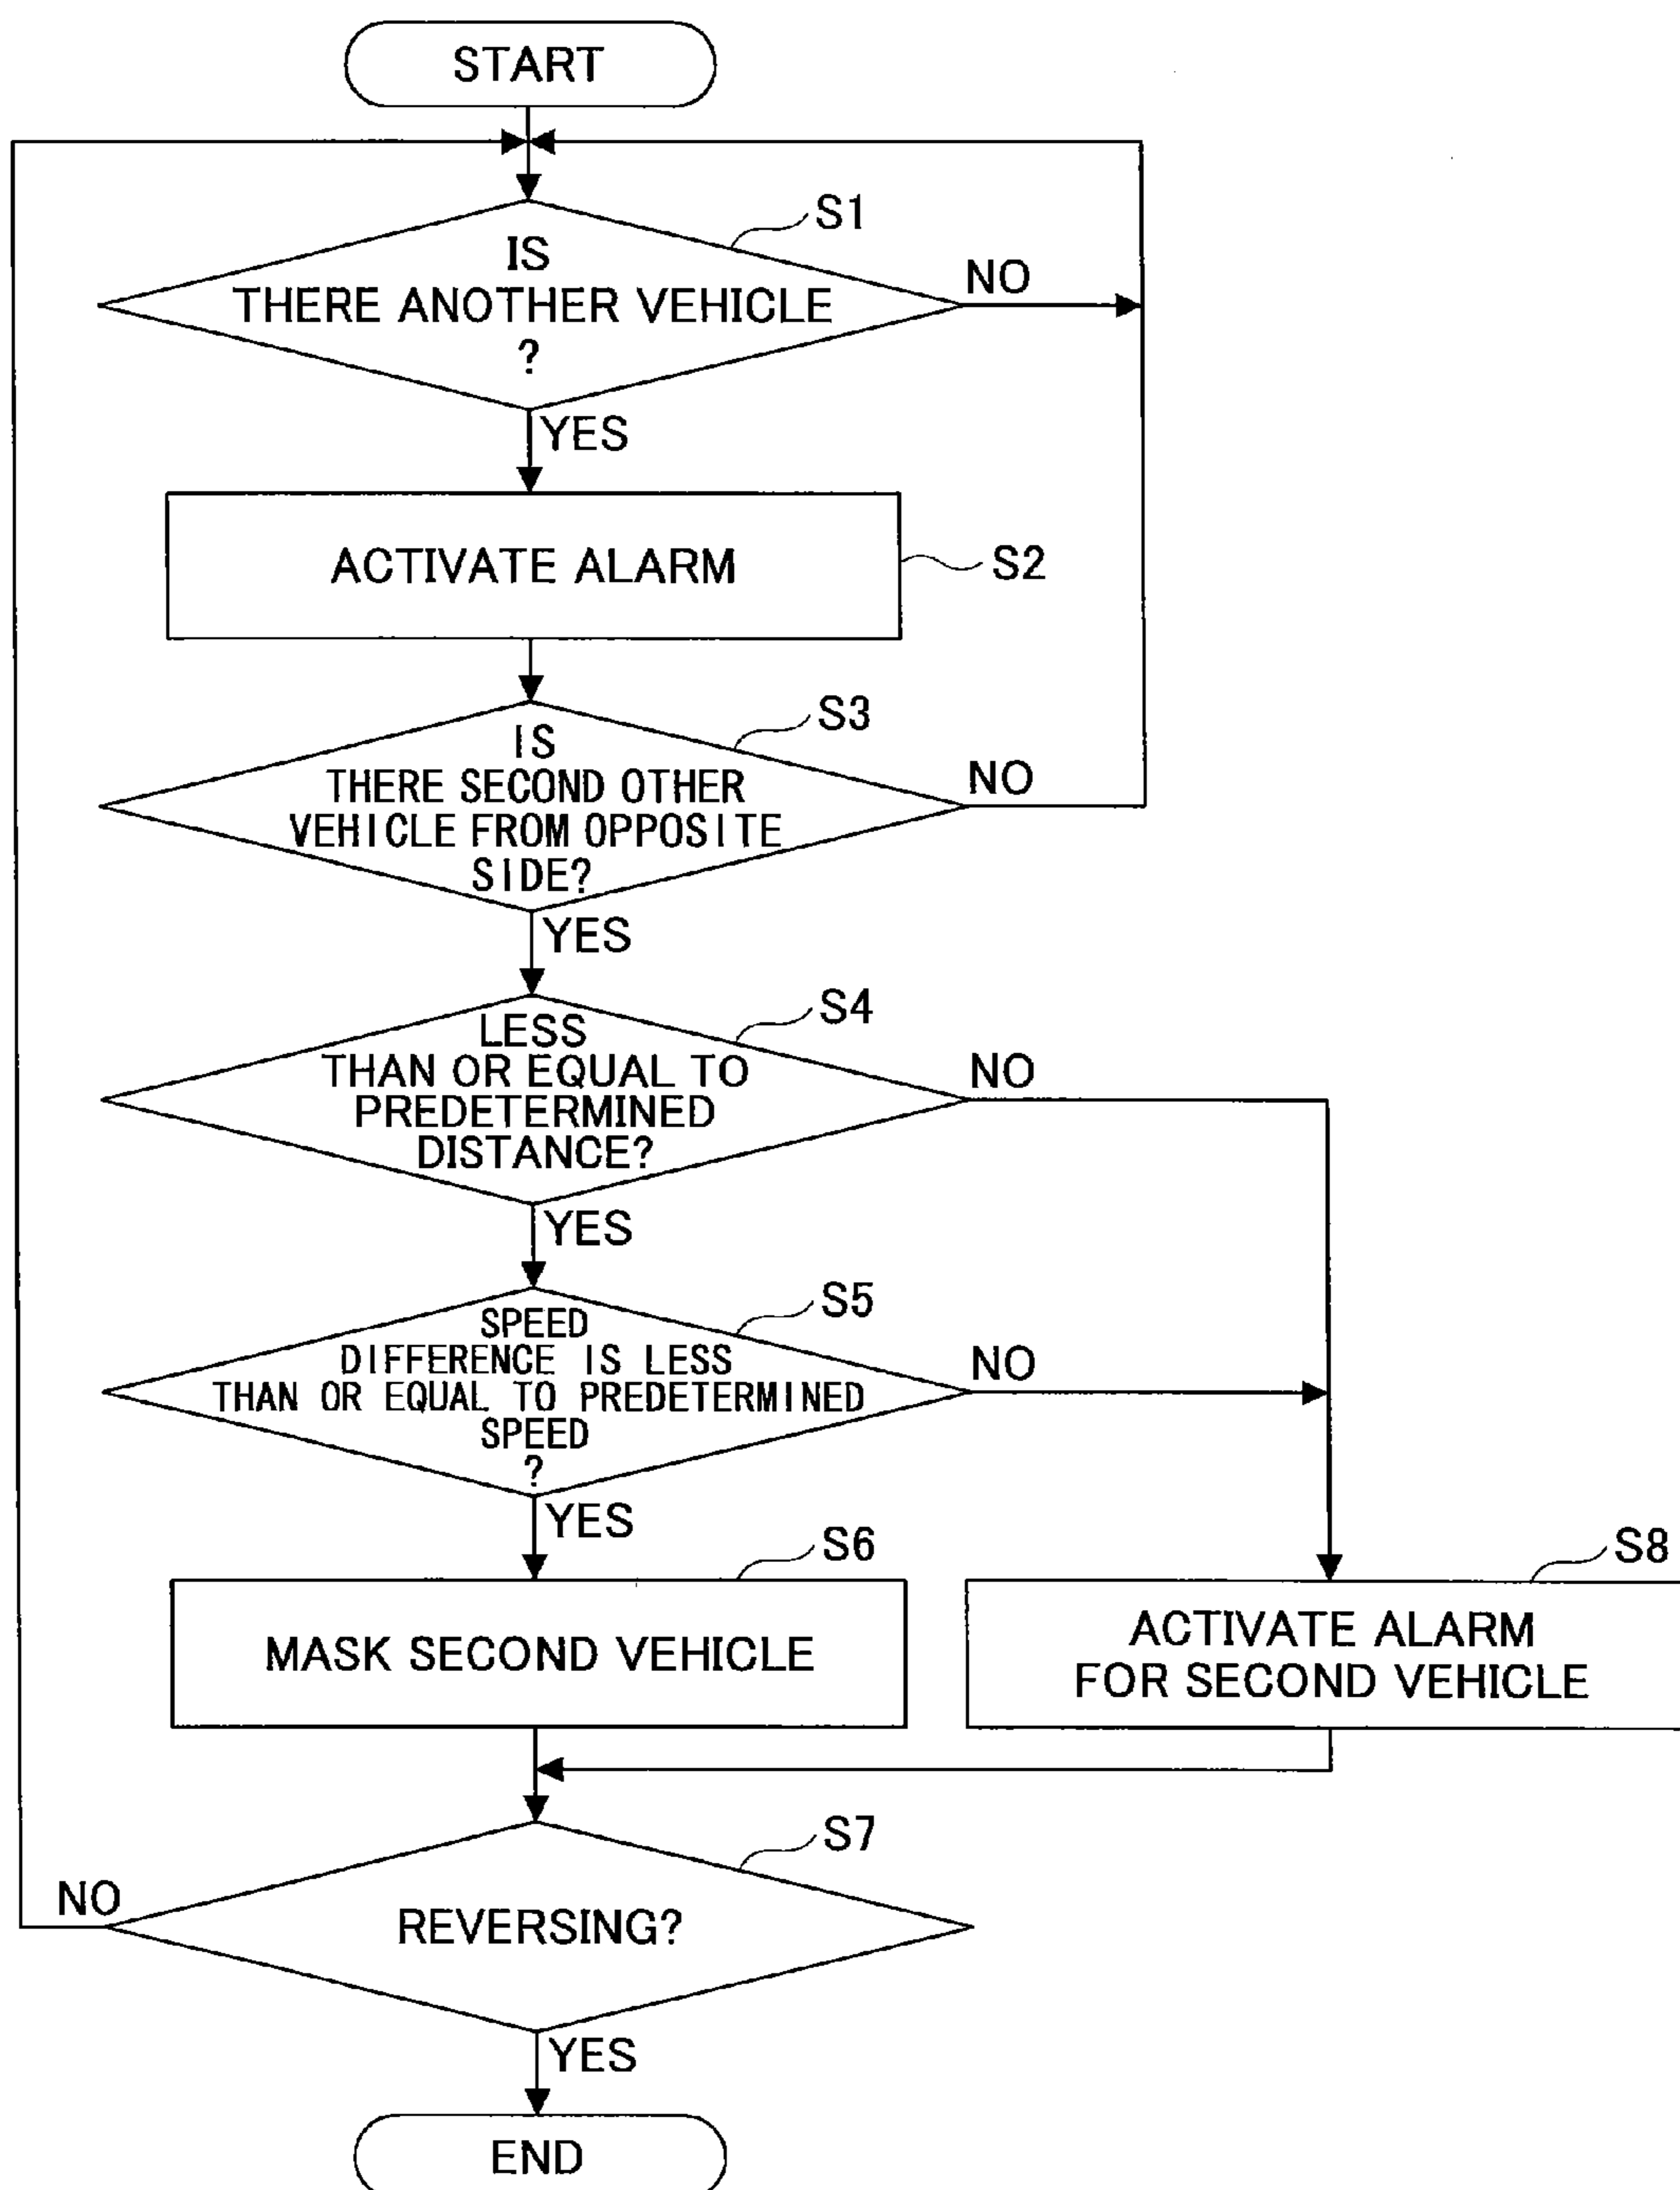 START
S1
IS
THERE ANOTHER VEHICLE
?
NO
YES
ACTIVATE ALARM
S2
S3
IS
THERE SECOND OTHER
VEHICLE FROM OPPOSITE
SIDE?
NO
YES
S4
LESS
THAN OR EQUAL TO
PREDETERMINED
DISTANCE?
NO
YES
S5
SPEED
DIFFERENCE IS LESS
THAN OR EQUAL TO PREDETERMINED
SPEED
?
NO
YES
S6
MASK SECOND VEHICLE
S8
ACTIVATE ALARM
FOR SECOND VEHICLE
S7
REVERSING?
NO
YES
END